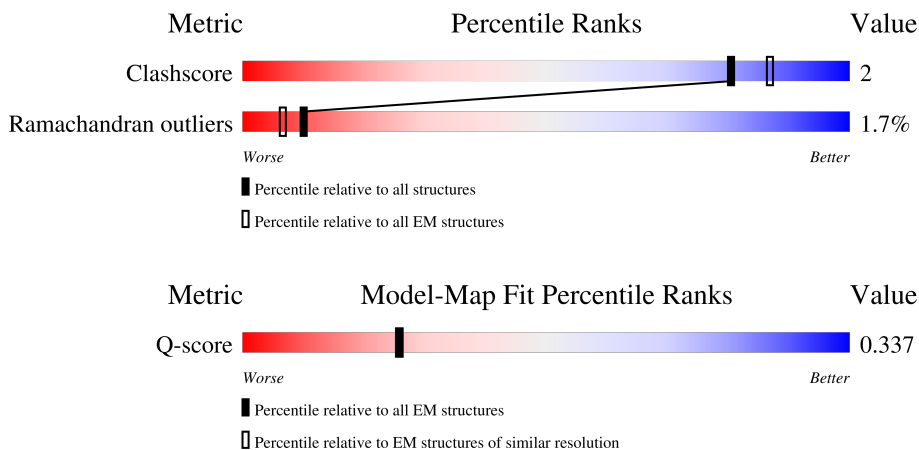 Metric Percentile Ranks Value
Clashscore 2
Ramachandran outliers 1.7%
Worse Better
Percentile relative to all structures
Percentile relative to all EM structures
Metric Model-Map Fit Percentile Ranks Value
Q-score 0.337
Worse Better
Percentile relative to all EM structures
Percentile relative to EM structures of similar resolution